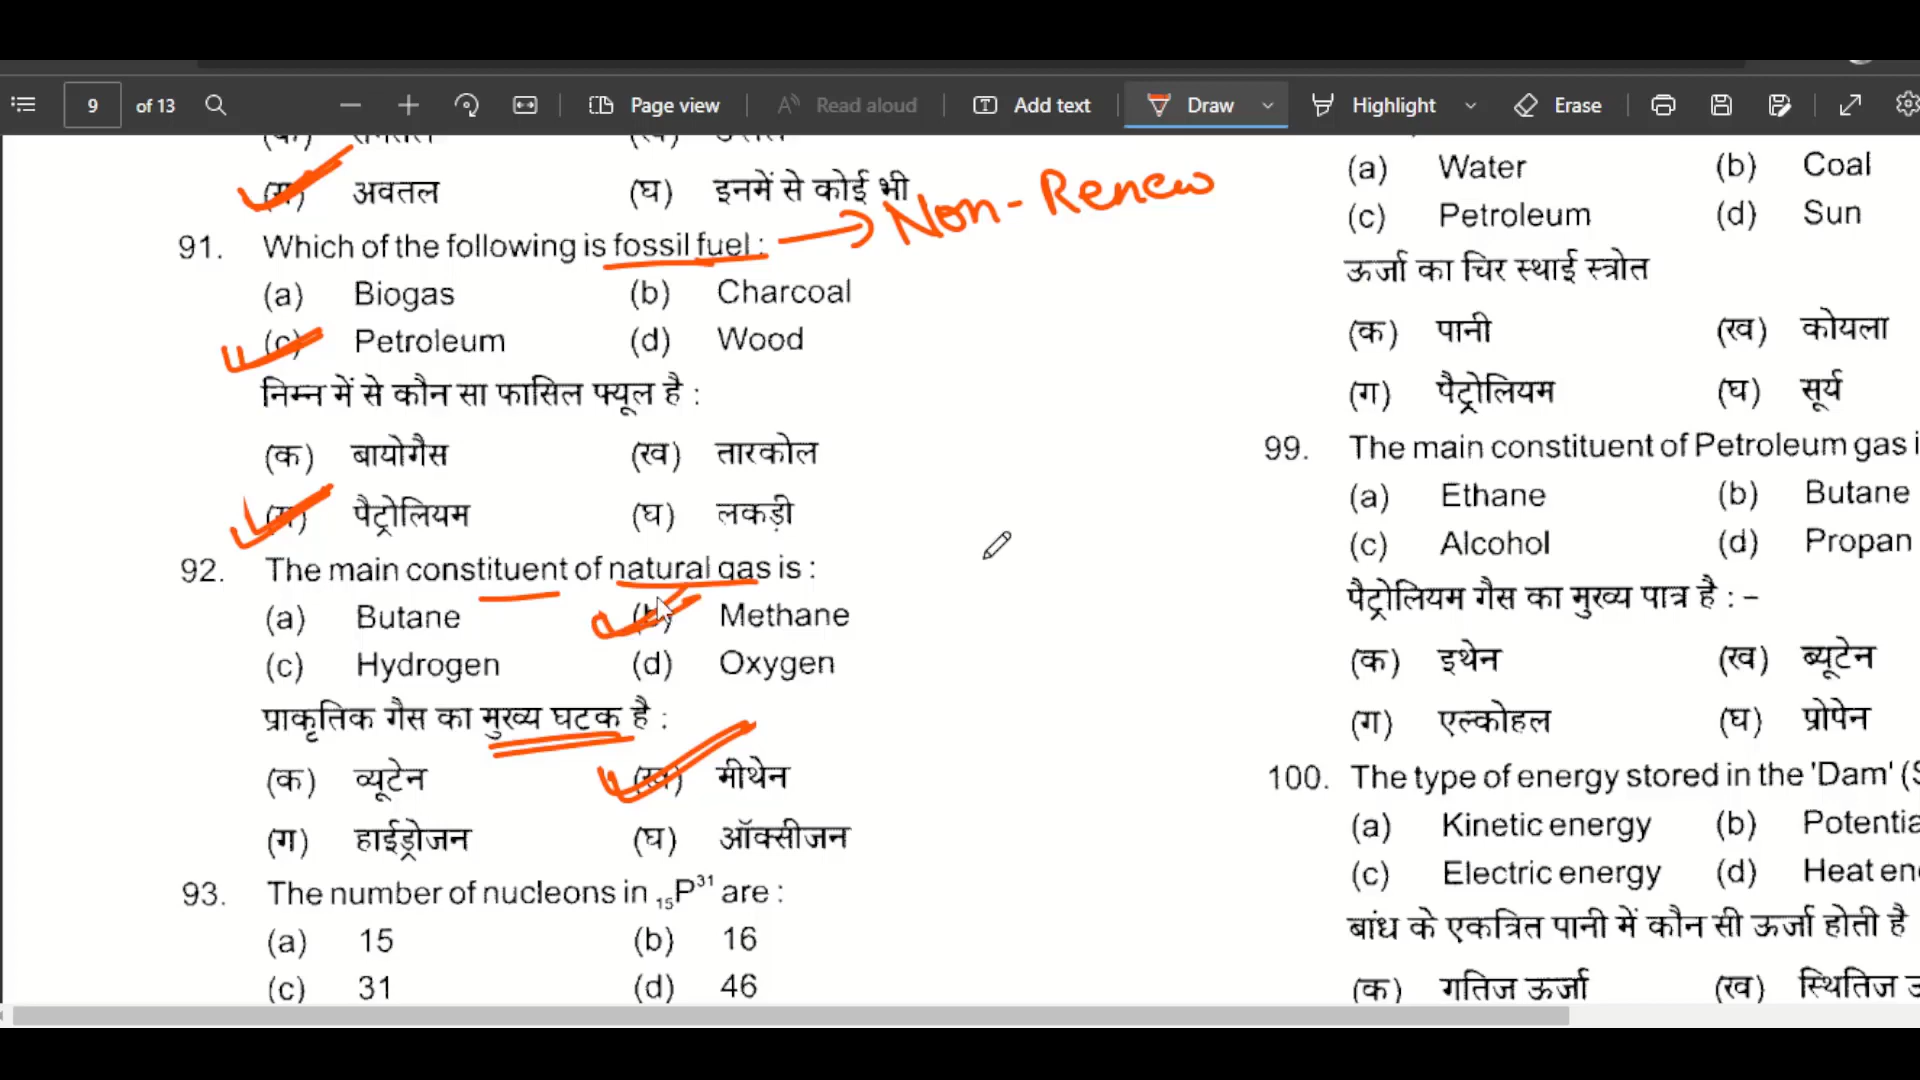 9 of 13 Page view Read aloud Add text Draw Highlight Erase
अवतल (घ) इनमें से कोई भी
Non-Renew
91. Which of the following is fossil fuel :
(a) Biogas (b) Charcoal
(c) Petroleum (d) Wood
निम्न में से कौन सा फासिल फ्यूल है :
(क) बायोगैस (ख) तारकोल
(ग) पैट्रोलियम (घ) लकड़ी
92. The main constituent of natural gas is :
(a) Butane (b) Methane
(c) Hydrogen (d) Oxygen
प्राकृतिक गैस का मुख्य घटक है :
(क) व्यूटेन (ख) मीथेन
(ग) हाईड्रोजन (घ) ऑक्सीजन
93. The number of nucleons in ₁₅P³¹ are :
(a) 15 (b) 16
(c) 31 (d) 46
(a) Water (b) Coal
(c) Petroleum (d) Sun
ऊर्जा का चिर स्थाई स्त्रोत
(क) पानी (ख) कोयला
(ग) पैट्रोलियम (घ) सूर्य
99. The main constituent of Petroleum gas i
(a) Ethane (b) Butane
(c) Alcohol (d) Propan
पैट्रोलियम गैस का मुख्य पात्र है : –
(क) इथेन (ख) ब्यूटेन
(ग) एल्कोहल (घ) प्रोपेन
100. The type of energy stored in the 'Dam' (S
(a) Kinetic energy (b) Potentia
(c) Electric energy (d) Heat en
बांध के एकत्रित पानी में कौन सी ऊर्जा होती है
(क) गतिज ऊर्जा (ख) स्थितिज